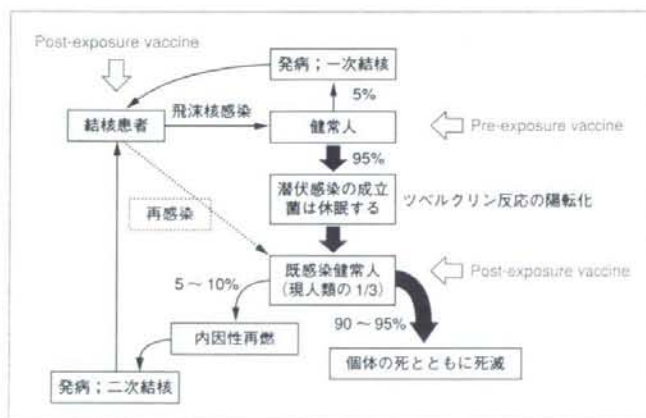 Post-exposure vaccine
発病；一次結核
5%
結核患者
飛沫核感染
健常人
Pre-exposure vaccine
95%
潜伏感染の成立
菌は休眠する
ツベルクリン反応の陽転化
再感染
既感染健常人
(現人類の1/3)
Post-exposure vaccine
5〜10%
90〜95%
内因性再燃
個体の死とともに死滅
発病；二次結核